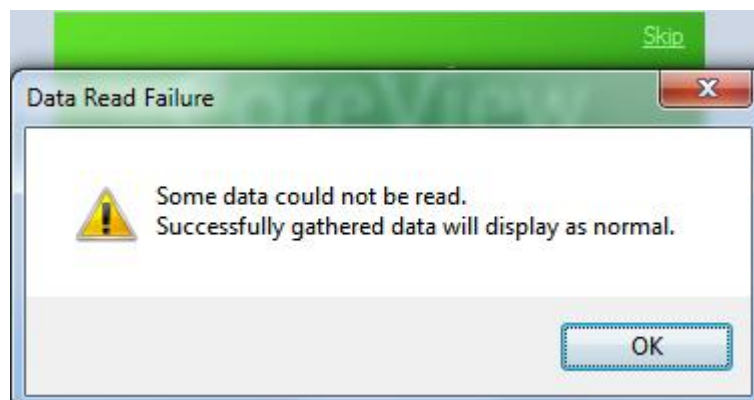 Skip
Data Read Failure
Some data could not be read.
Successfully gathered data will display as normal.
OK